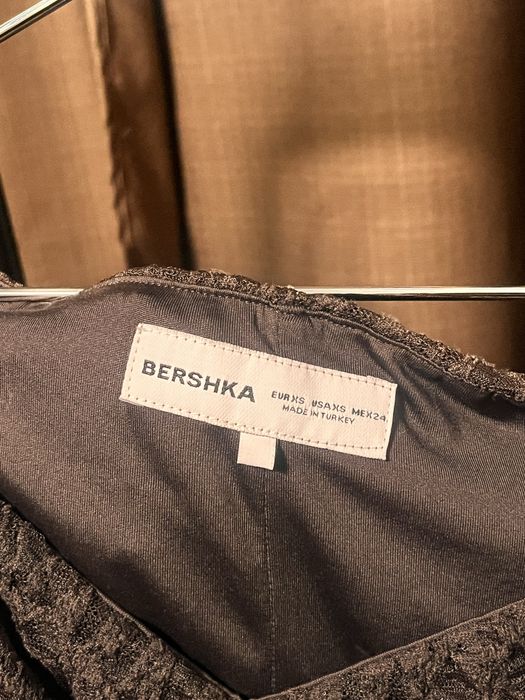 BERSHKA
EUR XS USA XS MEX 24
MADE IN TURKEY